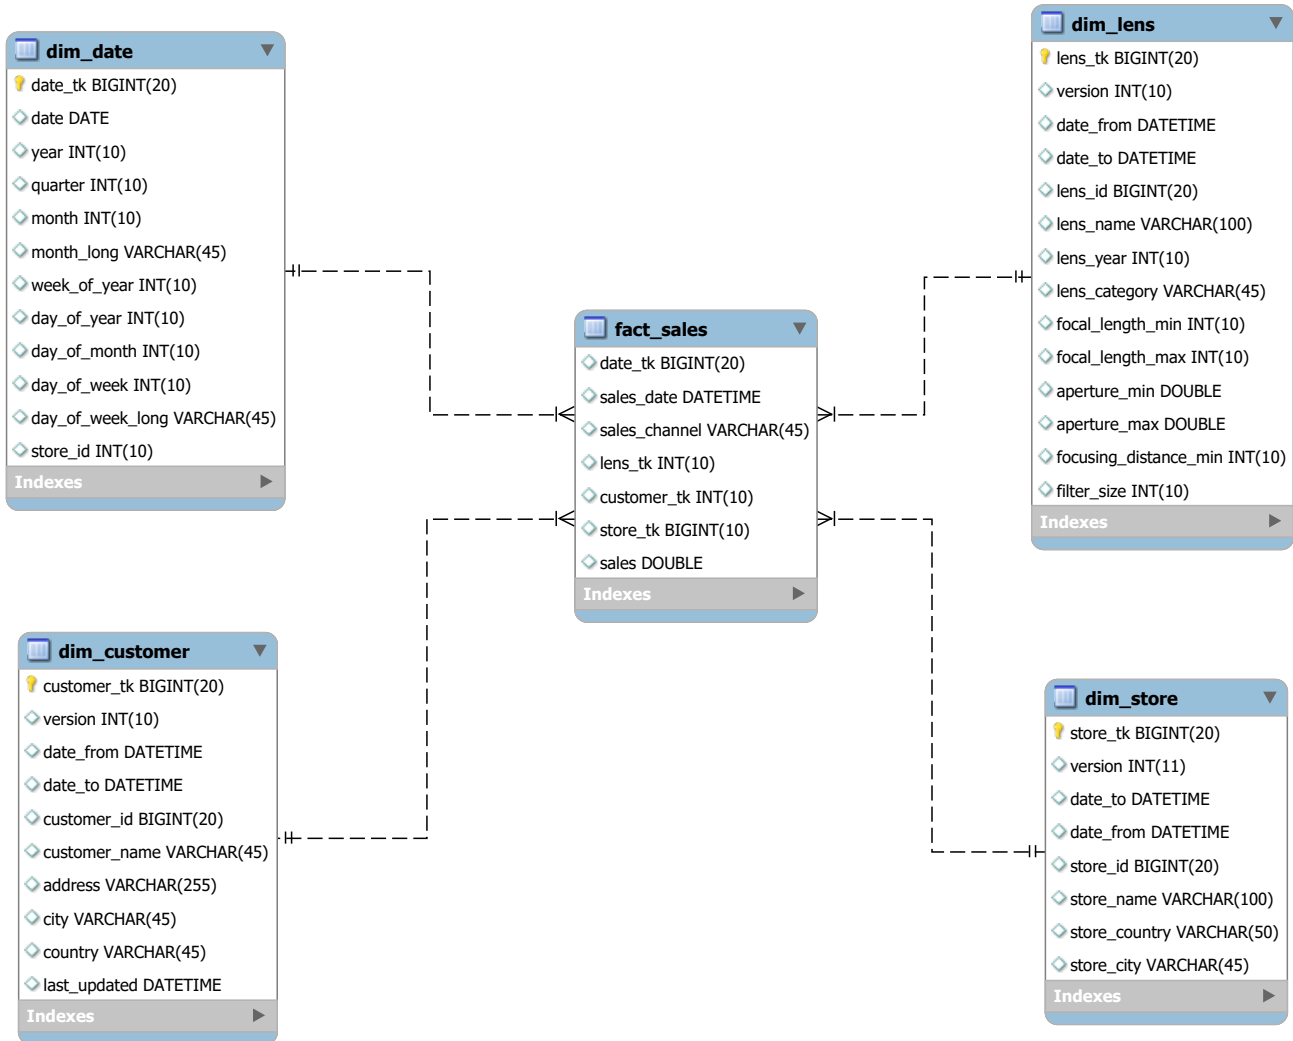 dim_date
date_tk BIGINT(20)
date DATE
year INT(10)
quarter INT(10)
month INT(10)
month_long VARCHAR(45)
week_of_year INT(10)
day_of_year INT(10)
day_of_month INT(10)
day_of_week INT(10)
day_of_week_long VARCHAR(45)
store_id INT(10)
Indexes
dim_lens
lens_tk BIGINT(20)
version INT(10)
date_from DATETIME
date_to DATETIME
lens_id BIGINT(20)
lens_name VARCHAR(100)
lens_year INT(10)
lens_category VARCHAR(45)
focal_length_min INT(10)
focal_length_max INT(10)
aperture_min DOUBLE
aperture_max DOUBLE
focusing_distance_min INT(10)
filter_size INT(10)
Indexes
fact_sales
date_tk BIGINT(20)
sales_date DATETIME
sales_channel VARCHAR(45)
lens_tk INT(10)
customer_tk INT(10)
store_tk BIGINT(10)
sales DOUBLE
Indexes
dim_customer
customer_tk BIGINT(20)
version INT(10)
date_from DATETIME
date_to DATETIME
customer_id BIGINT(20)
customer_name VARCHAR(45)
address VARCHAR(255)
city VARCHAR(45)
country VARCHAR(45)
last_updated DATETIME
Indexes
dim_store
store_tk BIGINT(20)
version INT(11)
date_to DATETIME
date_from DATETIME
store_id BIGINT(20)
store_name VARCHAR(100)
store_country VARCHAR(50)
store_city VARCHAR(45)
Indexes